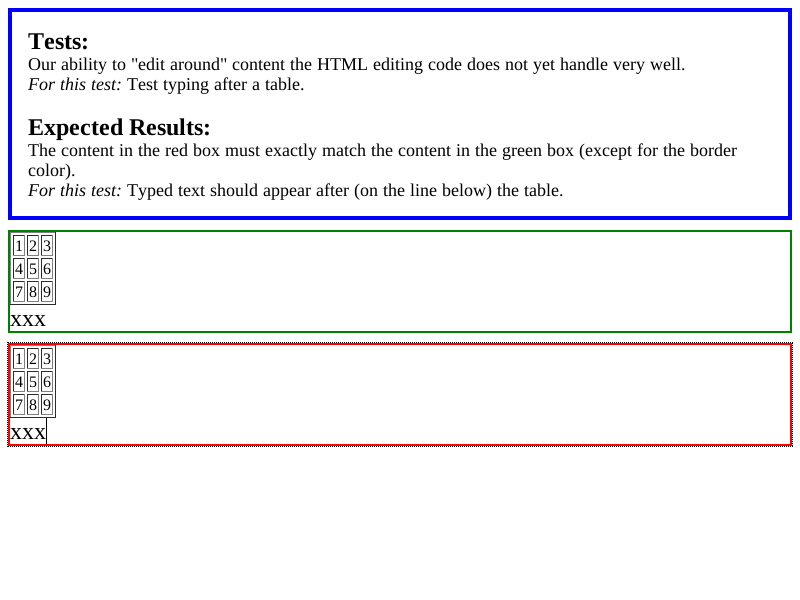 Tests:
Our ability to "edit around" content the HTML editing code does not yet handle very well.
For this test: Test typing after a table.
Expected Results:
The content in the red box must exactly match the content in the green box (except for the border
color).
For this test: Typed text should appear after (on the line below) the table.
1 2 3
4 5 6
7 8 9
xxx
1 2 3
4 5 6
7 8 9
xxx